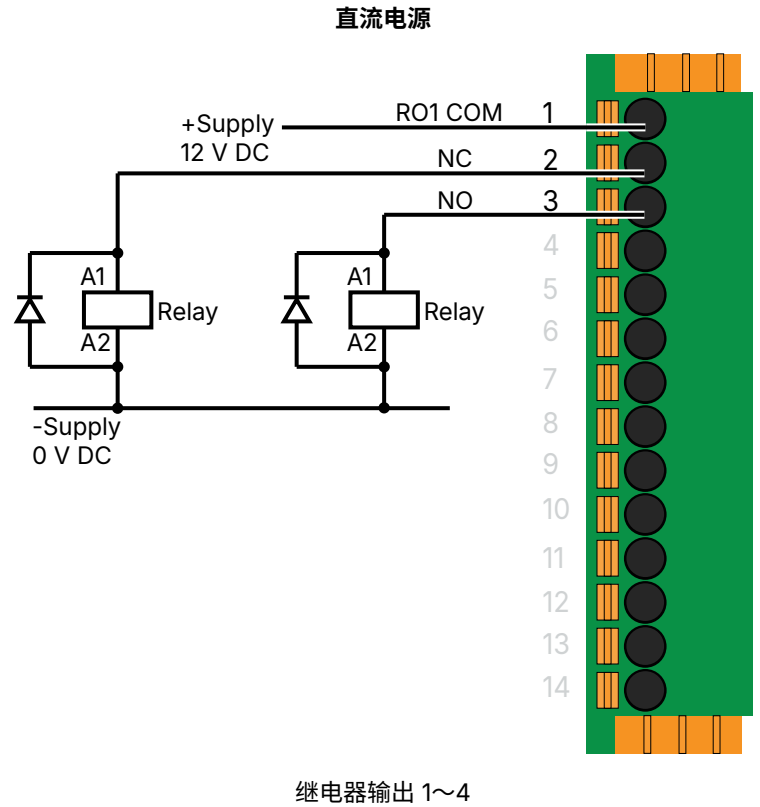 直流电源
+Supply
12 V DC
RO1 COM
1
NC
2
NO
3
4
5
6
7
8
9
10
11
12
13
14
A1
Relay
A2
A1
Relay
A2
-Supply
0 V DC
继电器输出 1～4